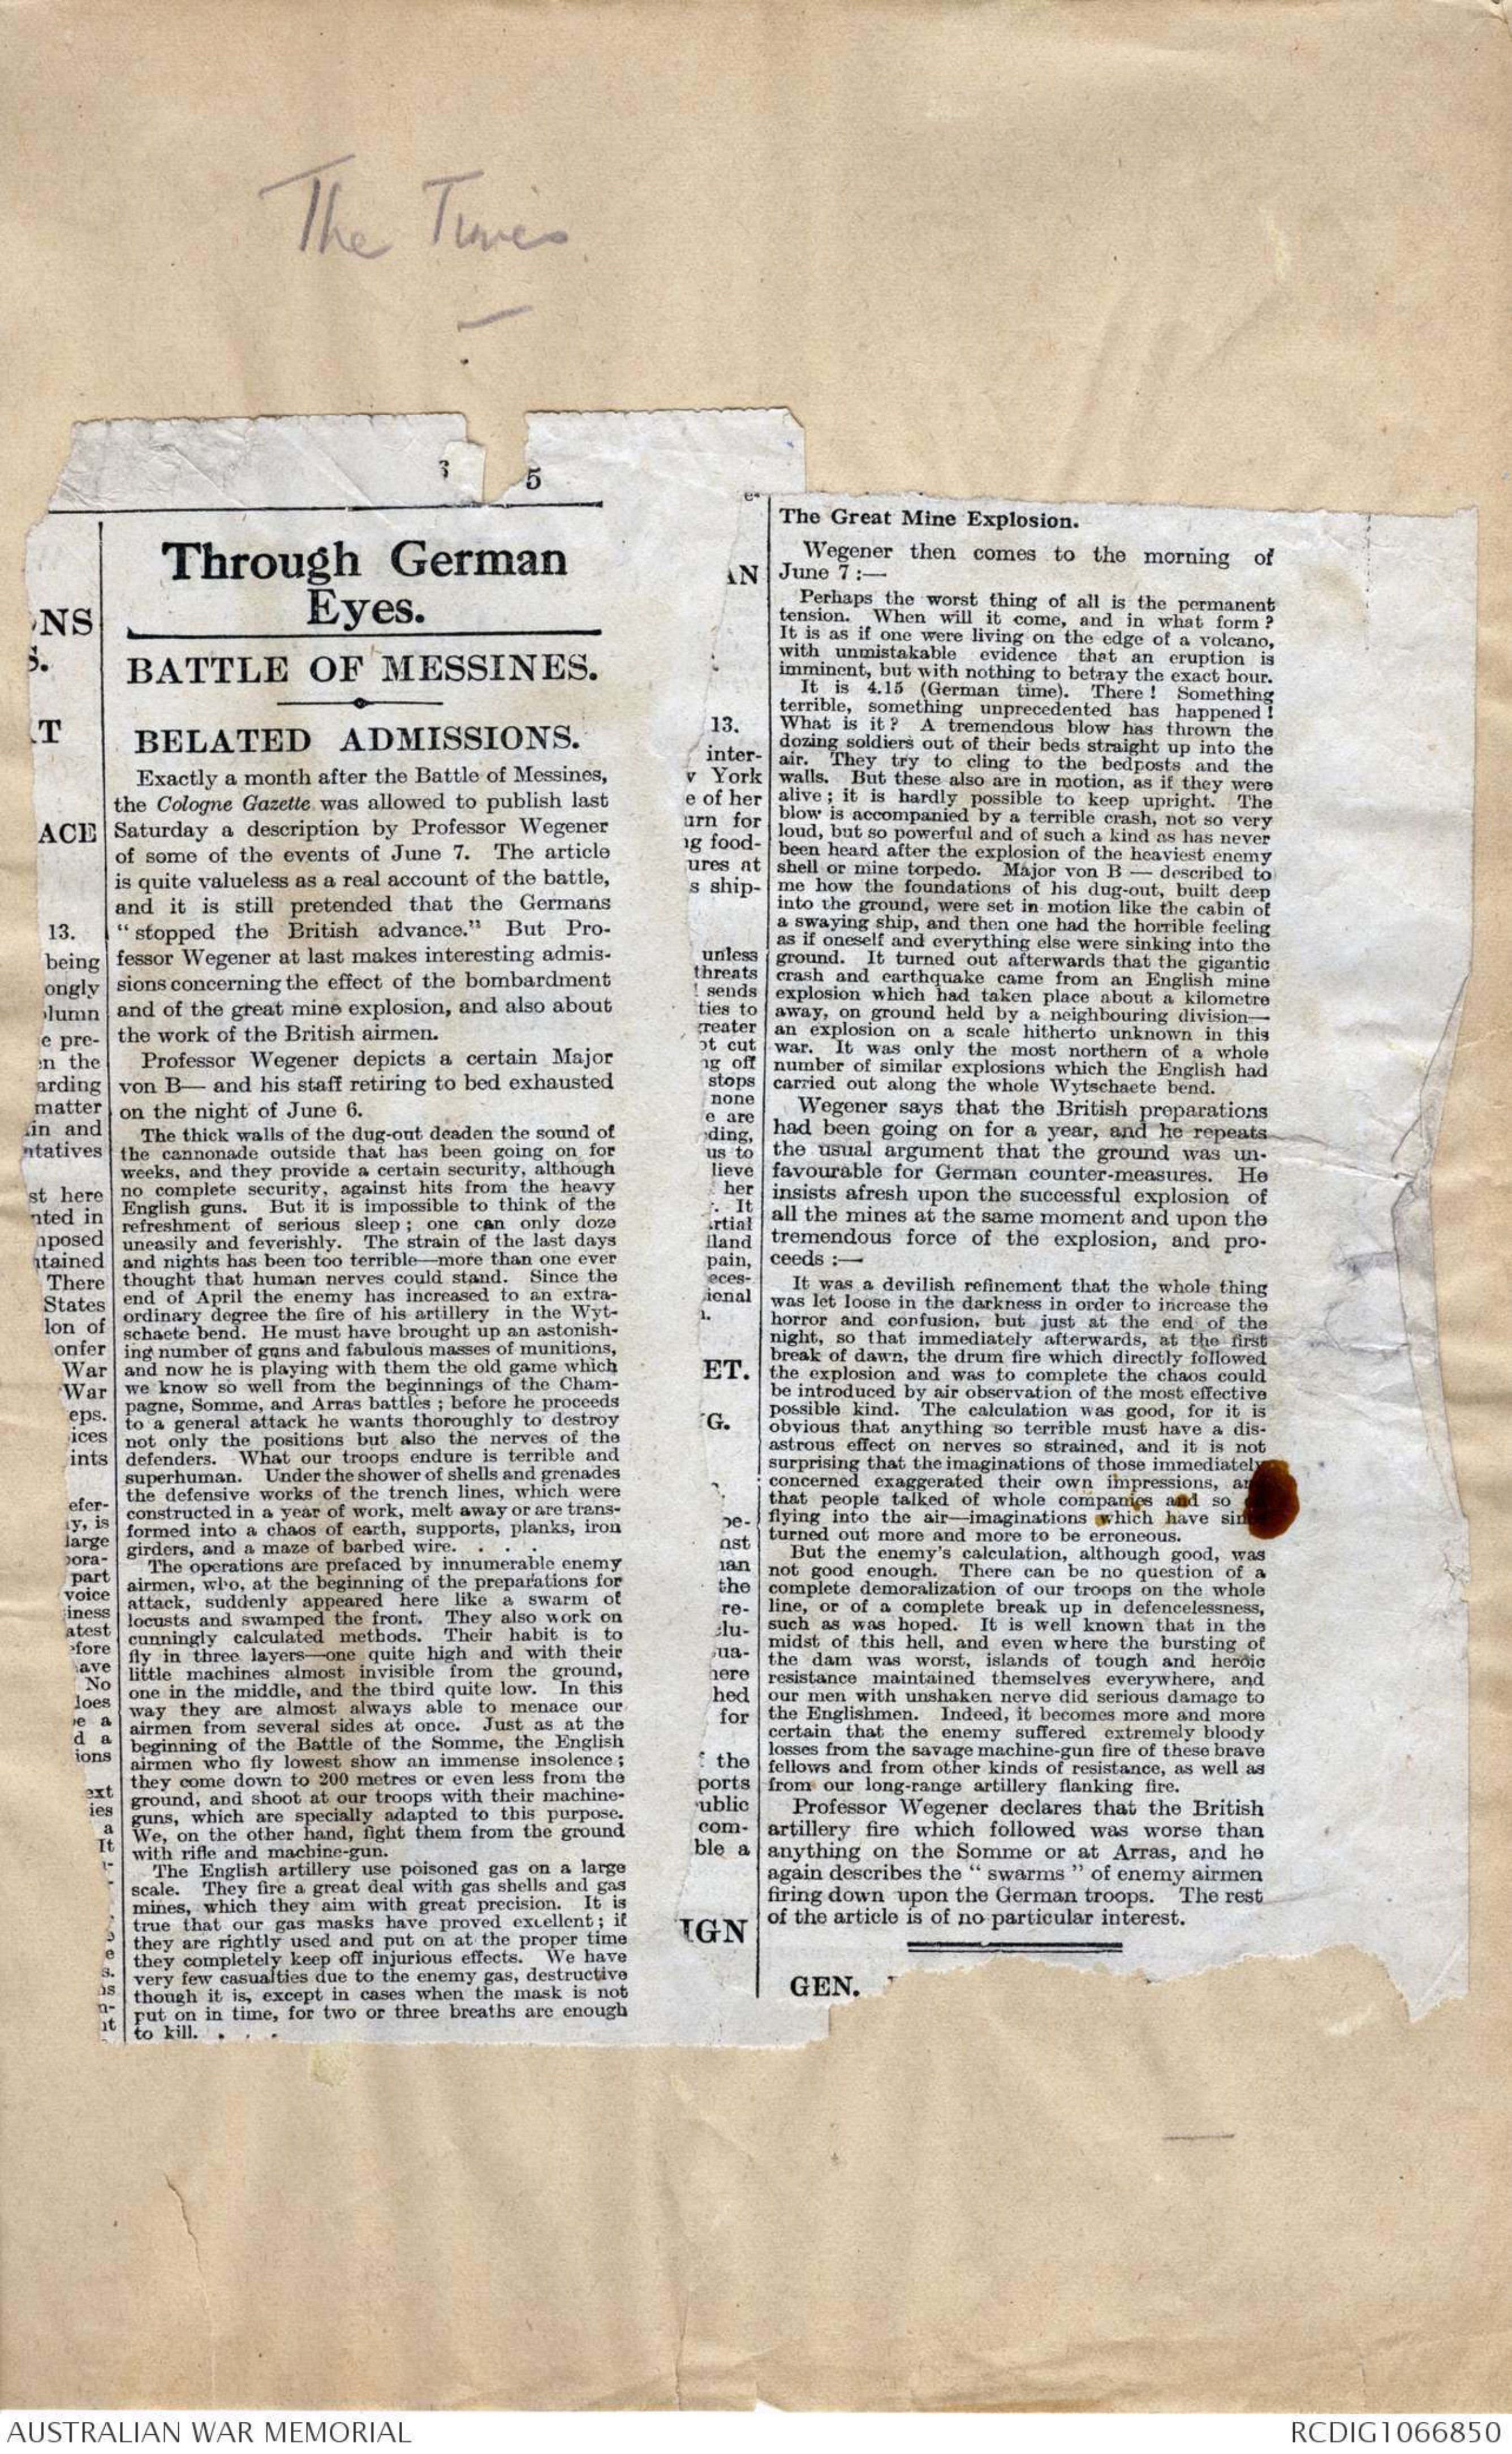 The Times
3 5
Through German
Eyes.
BATTLE OF MESSINES.
BELATED ADMISSIONS.
Exactly a month after the Battle of Messines,
the Cologne Gazette was allowed to publish last
Saturday a description by Professor Wegener
of some of the events of June 7. The article
is quite valueless as a real account of the battle,
and it is still pretended that the Germans
“ stopped the British advance.” But Pro-
fessor Wegener at last makes interesting admis-
sions concerning the effect of the bombardment
and of the great mine explosion, and also about
the work of the British airmen.
Professor Wegener depicts a certain Major
von B— and his staff retiring to bed exhausted
on the night of June 6.
The thick walls of the dug-out deaden the sound of
the cannonade outside that has been going on for
weeks, and they provide a certain security, although
no complete security, against hits from the heavy
English guns. But it is impossible to think of the
refreshment of serious sleep ; one can only doze
uneasily and feverishly. The strain of the last days
and nights has been too terrible—more than one ever
thought that human nerves could stand. Since the
end of April the enemy has increased to an extra-
ordinary degree the fire of his artillery in the Wyt-
schaete bend. He must have brought up an astonish-
ing number of guns and fabulous masses of munitions,
and now he is playing with them the old game which
we know so well from the beginnings of the Cham-
pagne, Somme, and Arras battles ; before he proceeds
to a general attack he wants thoroughly to destroy
not only the positions but also the nerves of the
defenders. What our troops endure is terrible and
superhuman. Under the shower of shells and grenades
the defensive works of the trench lines, which were
constructed in a year of work, melt away or are trans-
formed into a chaos of earth, supports, planks, iron
girders, and a maze of barbed wire. . . .
The operations are prefaced by innumerable enemy
airmen, who, at the beginning of the preparations for
attack, suddenly appeared here like a swarm of
locusts and swamped the front. They also work on
cunningly calculated methods. Their habit is to
fly in three layers—one quite high and with their
little machines almost invisible from the ground,
one in the middle, and the third quite low. In this
way they are almost always able to menace our
airmen from several sides at once. Just as at the
beginning of the Battle of the Somme, the English
airmen who fly lowest show an immense insolence ;
they come down to 200 metres or even less from the
ground, and shoot at our troops with their machine-
guns, which are specially adapted to this purpose.
We, on the other hand, fight them from the ground
with rifle and machine-gun.
The English artillery use poisoned gas on a large
scale. They fire a great deal with gas shells and gas
mines, which they aim with great precision. It is
true that our gas masks have proved excellent ; if
they are rightly used and put on at the proper time
they completely keep off injurious effects. We have
very few casualties due to the enemy gas, destructive
though it is, except in cases when the mask is not
put on in time, for two or three breaths are enough
to kill. . . .
The Great Mine Explosion.
Wegener then comes to the morning of
June 7 :—
Perhaps the worst thing of all is the permanent
tension. When will it come, and in what form ?
It is as if one were living on the edge of a volcano,
with unmistakable evidence that an eruption is
imminent, but with nothing to betray the exact hour.
It is 4.15 (German time). There ! Something
terrible, something unprecedented has happened !
What is it ? A tremendous blow has thrown the
dozing soldiers out of their beds straight up into the
air. They try to cling to the bedposts and the
walls. But these also are in motion, as if they were
alive ; it is hardly possible to keep upright. The
blow is accompanied by a terrible crash, not so very
loud, but so powerful and of such a kind as has never
been heard after the explosion of the heaviest enemy
shell or mine torpedo. Major von B — described to
me how the foundations of his dug-out, built deep
into the ground, were set in motion like the cabin of
a swaying ship, and then one had the horrible feeling
as if oneself and everything else were sinking into the
ground. It turned out afterwards that the gigantic
crash and earthquake came from an English mine
explosion which had taken place about a kilometre
away, on ground held by a neighbouring division—
an explosion on a scale hitherto unknown in this
war. It was only the most northern of a whole
number of similar explosions which the English had
carried out along the whole Wytschaete bend.
Wegener says that the British preparations
had been going on for a year, and he repeats
the usual argument that the ground was un-
favourable for German counter-measures. He
insists afresh upon the successful explosion of
all the mines at the same moment and upon the
tremendous force of the explosion, and pro-
ceeds :—
It was a devilish refinement that the whole thing
was let loose in the darkness in order to increase the
horror and confusion, but just at the end of the
night, so that immediately afterwards, at the first
break of dawn, the drum fire which directly followed
the explosion and was to complete the chaos could
be introduced by air observation of the most effective
possible kind. The calculation was good, for it is
obvious that anything so terrible must have a dis-
astrous effect on nerves so strained, and it is not
surprising that the imaginations of those immediately
concerned exaggerated their own impressions,
that people talked of whole companies and so
flying into the air—imaginations which have
turned out more and more to be erroneous.
But the enemy's calculation, although good, was
not good enough. There can be no question of a
complete demoralization of our troops on the whole
line, or of a complete break up in defencelessness,
such as was hoped. It is well known that in the
midst of this hell, and even where the bursting of
the dam was worst, islands of tough and heroic
resistance maintained themselves everywhere, and
our men with unshaken nerve did serious damage to
the Englishmen. Indeed, it becomes more and more
certain that the enemy suffered extremely bloody
losses from the savage machine-gun fire of these brave
fellows and from other kinds of resistance, as well as
from our long-range artillery flanking fire.
Professor Wegener declares that the British
artillery fire which followed was worse than
anything on the Somme or at Arras, and he
again describes the “ swarms ” of enemy airmen
firing down upon the German troops. The rest
of the article is of no particular interest.
GEN.
AUSTRALIAN WAR MEMORIAL
RCDIG1066850